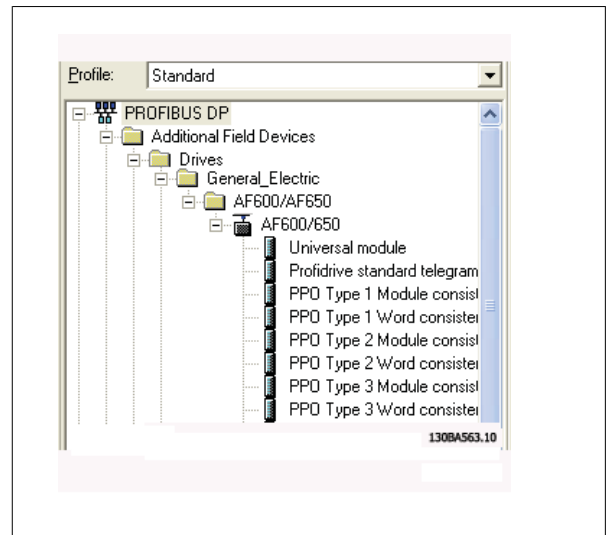 Profile: Standard
PROFIBUS DP
Additional Field Devices
Drives
General_Electric
AF600/AF650
AF600/650
Universal module
Profidrive standard telegram
PPO Type 1 Module consist
PPO Type 1 Word consister
PPO Type 2 Module consist
PPO Type 2 Word consister
PPO Type 3 Module consist
PPO Type 3 Word consister
130BA563.10